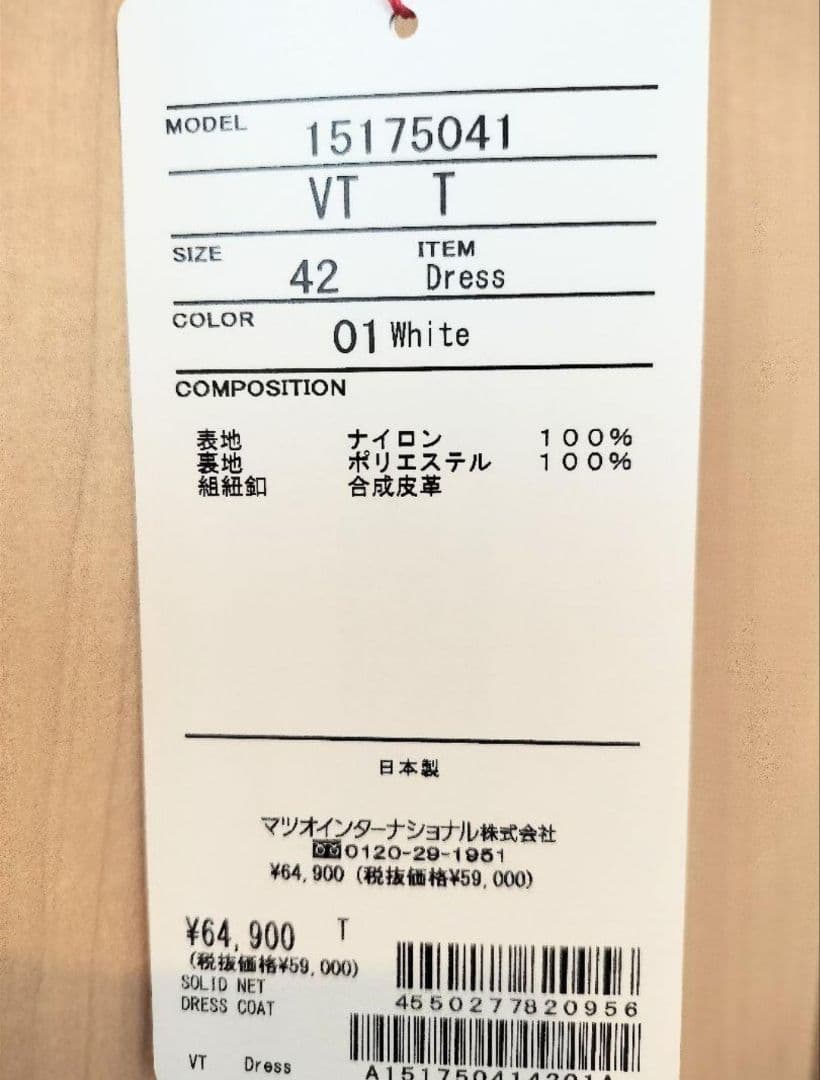 MODEL 15175041
VT T
SIZE 42 ITEM Dress
COLOR 01 White
COMPOSITION
表地 ナイロン 100%
裏地 ポリエステル 100%
組紐釦 合成皮革
日本製
マツオインターナショナル株式会社
0120-29-1951
¥64,900 (税抜価格¥59,000)
¥64,900 T
(税抜価格¥59,000)
SOLID NET
DRESS COAT
4550277820956
VT Dress
A151750414201A